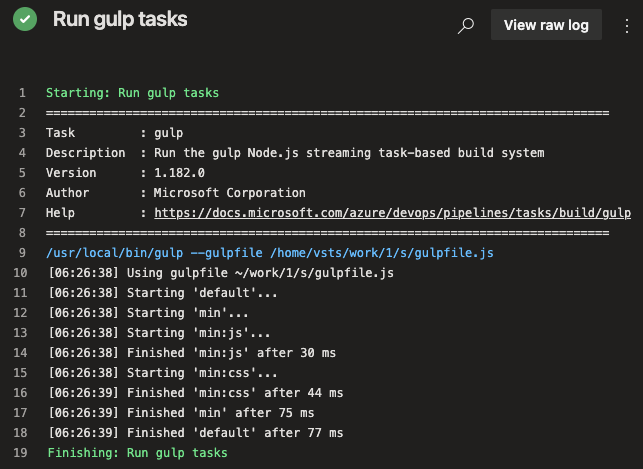 Run gulp tasks
View raw log
1 Starting: Run gulp tasks
2 ==============================================================================
3 Task         : gulp
4 Description  : Run the gulp Node.js streaming task-based build system
5 Version      : 1.182.0
6 Author       : Microsoft Corporation
7 Help         : https://docs.microsoft.com/azure/devops/pipelines/tasks/build/gulp
8 ==============================================================================
9 /usr/local/bin/gulp --gulpfile /home/vsts/work/1/s/gulpfile.js
10 [06:26:38] Using gulpfile ~/work/1/s/gulpfile.js
11 [06:26:38] Starting 'default'...
12 [06:26:38] Starting 'min'...
13 [06:26:38] Starting 'min:js'...
14 [06:26:38] Finished 'min:js' after 30 ms
15 [06:26:38] Starting 'min:css'...
16 [06:26:39] Finished 'min:css' after 44 ms
17 [06:26:39] Finished 'min' after 75 ms
18 [06:26:39] Finished 'default' after 77 ms
19 Finishing: Run gulp tasks